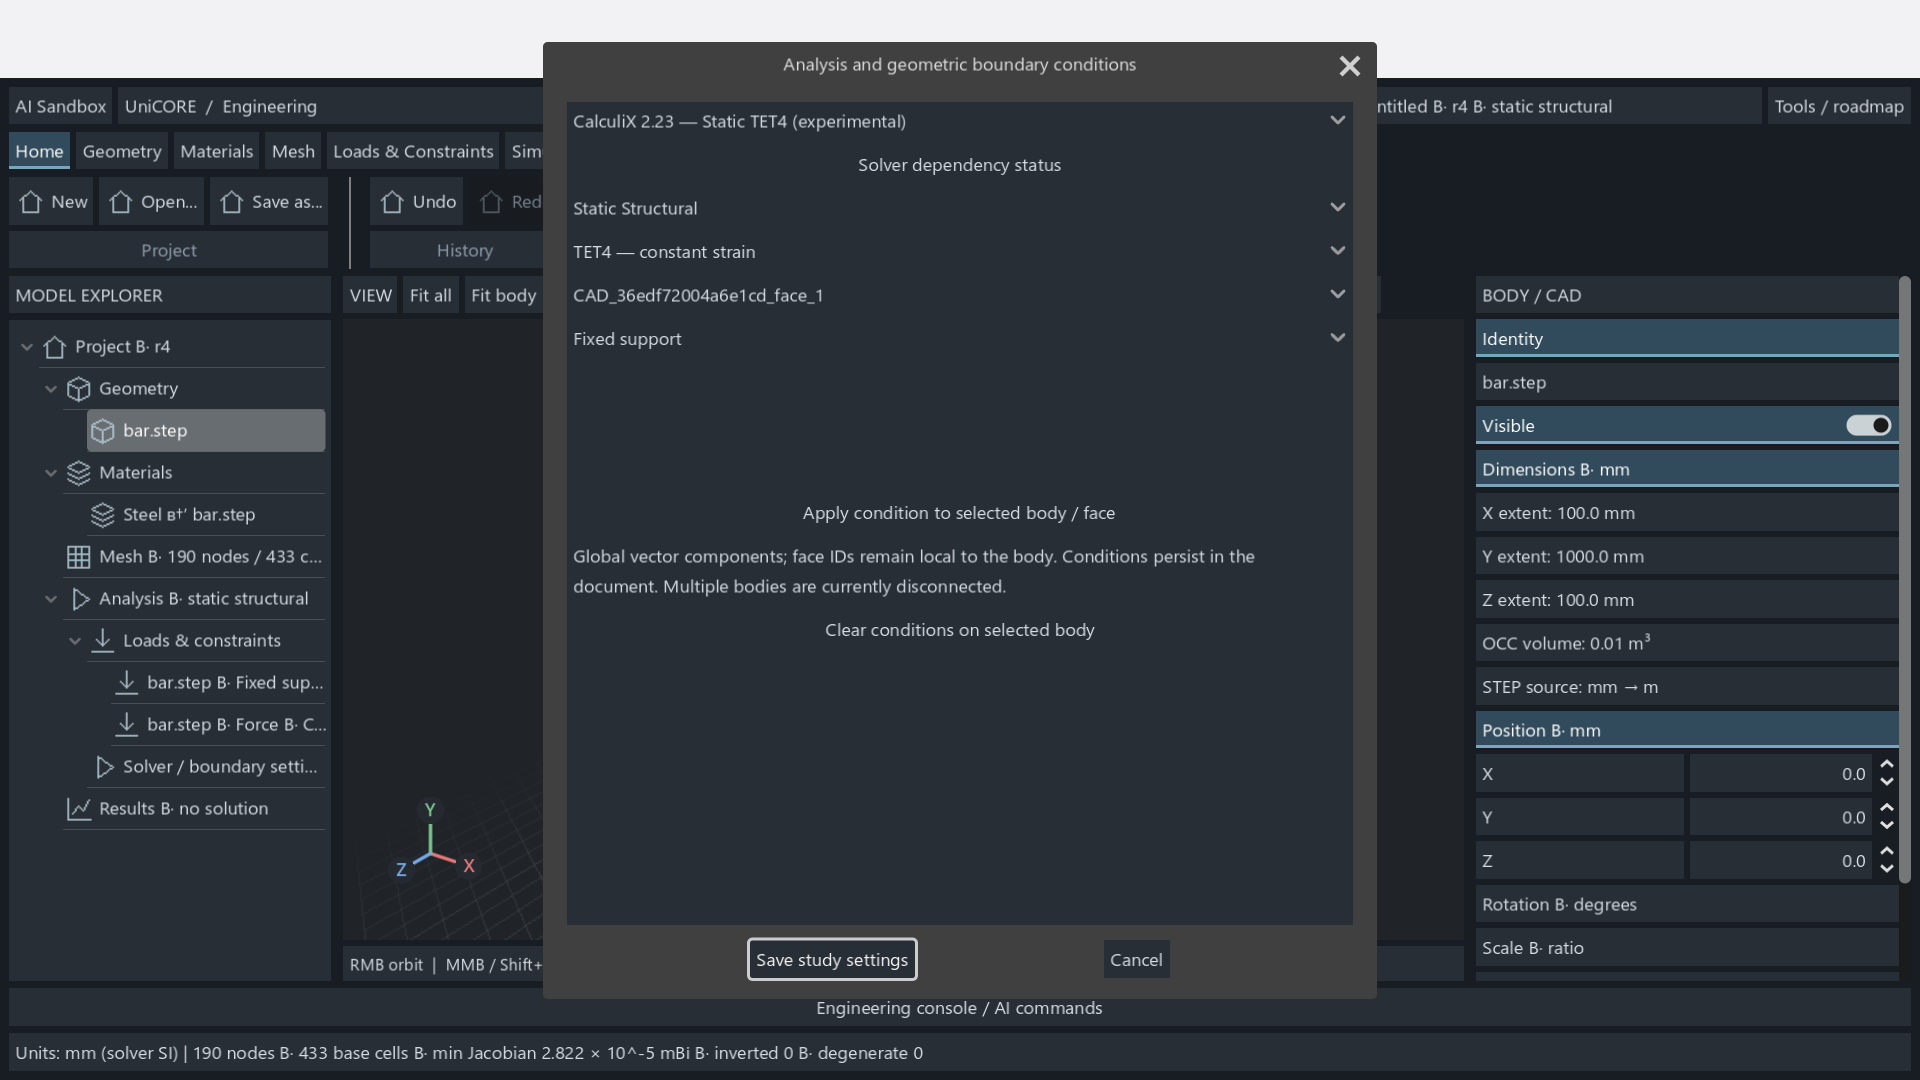 Analysis and geometric boundary conditions
AI Sandbox
UniCORE / Engineering
ntitled В· r4 В· static structural
Tools / roadmap
Home
Geometry
Materials
Mesh
Loads & Constraints
Sim
New
Open...
Save as...
Undo
Red
Project
History
MODEL EXPLORER
VIEW
Fit all
Fit body
Project В· r4
Geometry
bar.step
Materials
Steel в†’ bar.step
Mesh В· 190 nodes / 433 c...
Analysis В· static structural
Loads & constraints
bar.step В· Fixed sup...
bar.step В· Force В· C...
Solver / boundary setti...
Results В· no solution
Y
Z
X
RMB orbit | MMB / Shift+
CalculiX 2.23 — Static TET4 (experimental)
Solver dependency status
Static Structural
TET4 — constant strain
CAD_36edf72004a6e1cd_face_1
Fixed support
Apply condition to selected body / face
Global vector components; face IDs remain local to the body. Conditions persist in the
document. Multiple bodies are currently disconnected.
Clear conditions on selected body
Save study settings
Cancel
BODY / CAD
Identity
bar.step
Visible
Dimensions В· mm
X extent: 100.0 mm
Y extent: 1000.0 mm
Z extent: 100.0 mm
OCC volume: 0.01 m³
STEP source: mm → m
Position В· mm
X 0.0
Y 0.0
Z 0.0
Rotation В· degrees
Scale В· ratio
Engineering console / AI commands
Units: mm (solver SI) | 190 nodes В· 433 base cells В· min Jacobian 2.822 × 10^-5 mВі В· inverted 0 В· degenerate 0